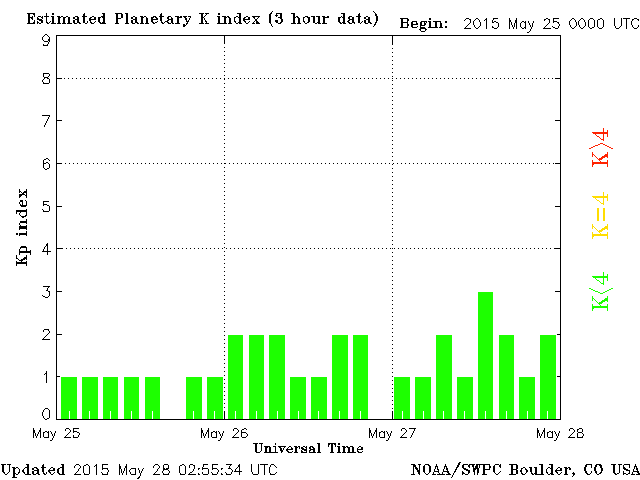 Estimated Planetary K index (3 hour data)
Begin: 2015 May 25 0000 UTC
9
8
7
6
5
4
3
2
1
0
Kp index
K>4
K=4
K<4
May 25
May 26
May 27
May 28
Universal Time
Updated 2015 May 28 02:55:34 UTC
NOAA/SWPC Boulder, CO USA